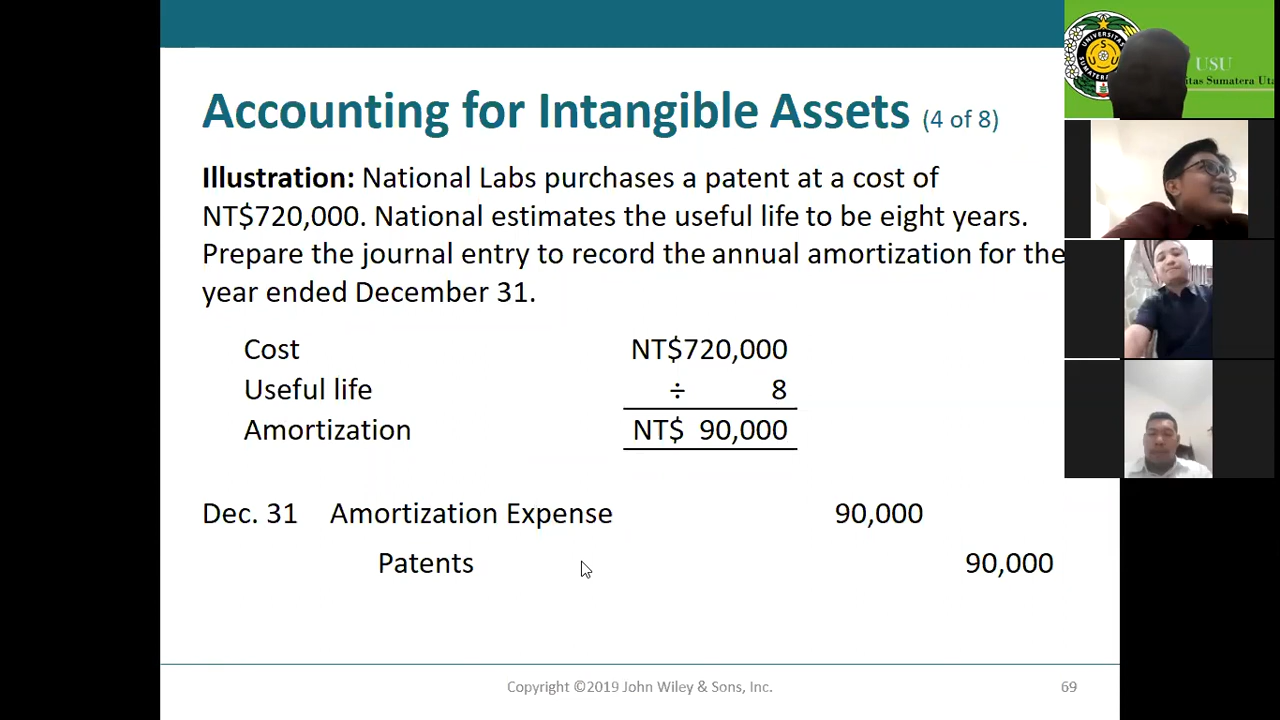 Accounting for Intangible Assets (4 of 8)
Illustration: National Labs purchases a patent at a cost of
NT$720,000. National estimates the useful life to be eight years.
Prepare the journal entry to record the annual amortization for the
year ended December 31.
Cost NT$720,000
Useful life ÷ 8
Amortization NT$ 90,000
Dec. 31 Amortization Expense 90,000
Patents 90,000
Copyright ©2019 John Wiley & Sons, Inc. 69
USU
Sumatera